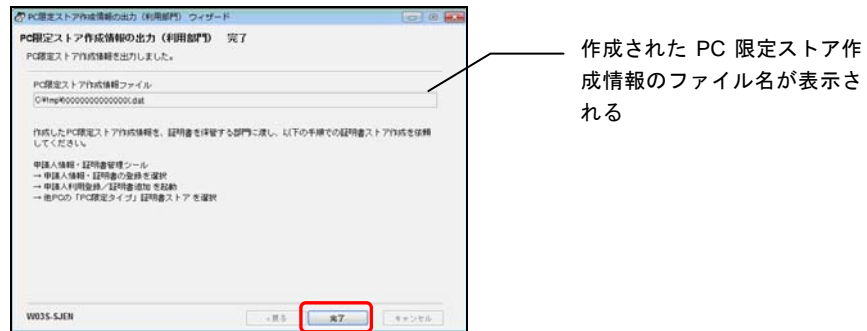 PC限定ストア作成情報の出力（利用部門） ウィザード
PC限定ストア作成情報の出力（利用部門） 完了
PC限定ストア作成情報を出力しました。
PC限定ストア作成情報ファイル
作成したPC限定ストア作成情報を、証明書を保管する部門に渡し、以下の手順での証明書ストア作成を依頼
してください。
申請人情報・証明書管理ツール
→ 申請人情報・証明書の登録を選択
→ 申請人利用登録／証明書追加 を起動
→ 他PCの「PC限定タイプ」証明書ストア を選択
W035-SJEN
＜戻る
完了
キャンセル
作成された PC 限定ストア作
成情報のファイル名が表示さ
れる